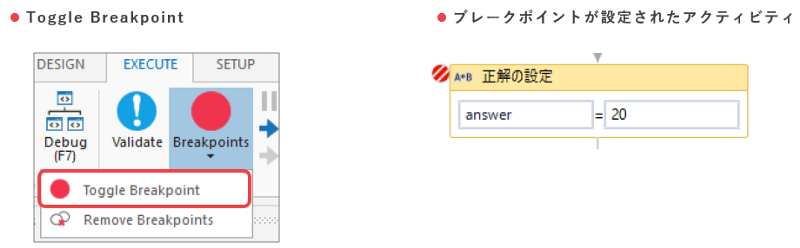 ● Toggle Breakpoint
DESIGN EXECUTE SETUP
Debug
(F7)
Validate
Breakpoints
Toggle Breakpoint
Remove Breakpoints
● ブレークポイントが設定されたアクティビティ
A+B 正解の設定
answer = 20